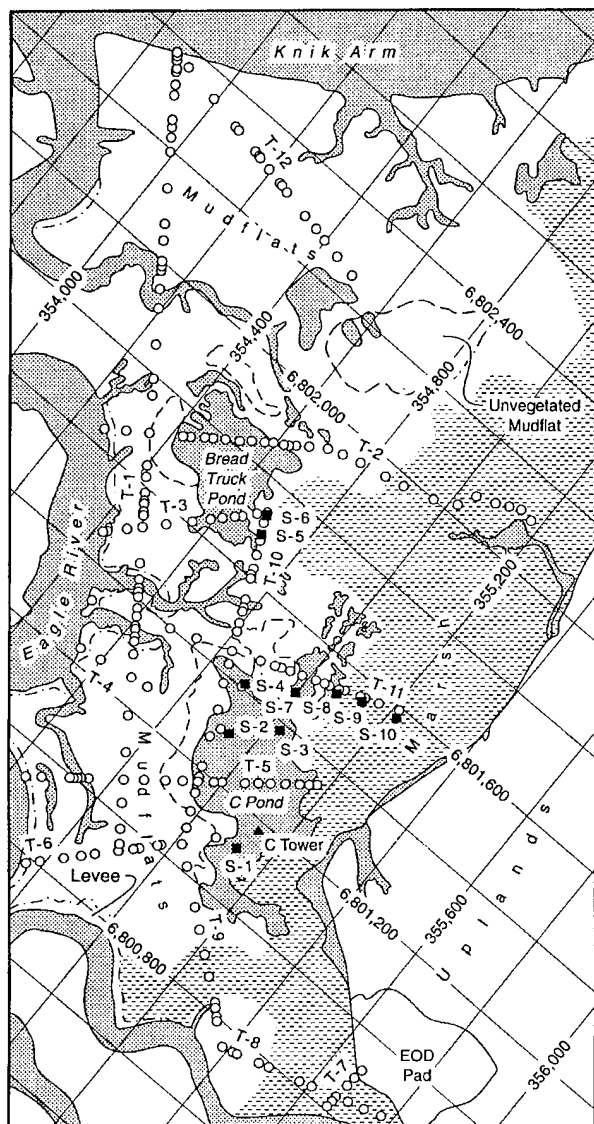 Knik Arm
T-12
Mudflats
354,000
354,400
6,802,400
6,802,000
354,800
Unvegetated
Mudflat
Bread
Truck
Pond
T-2
T-1
T-3
S-6
S-5
T-10
355,200
Eagle River
Marsh
T-4
S-4
S-7
S-8
T-11
S-9
S-10
S-2
S-3
Mudflats
T-5
C Pond
6,801,600
C Tower
T-6
S-1
Levee
Uplands
6,801,200
355,600
6,800,800
T-9
T-8
T-7
EOD
Pad
356,000